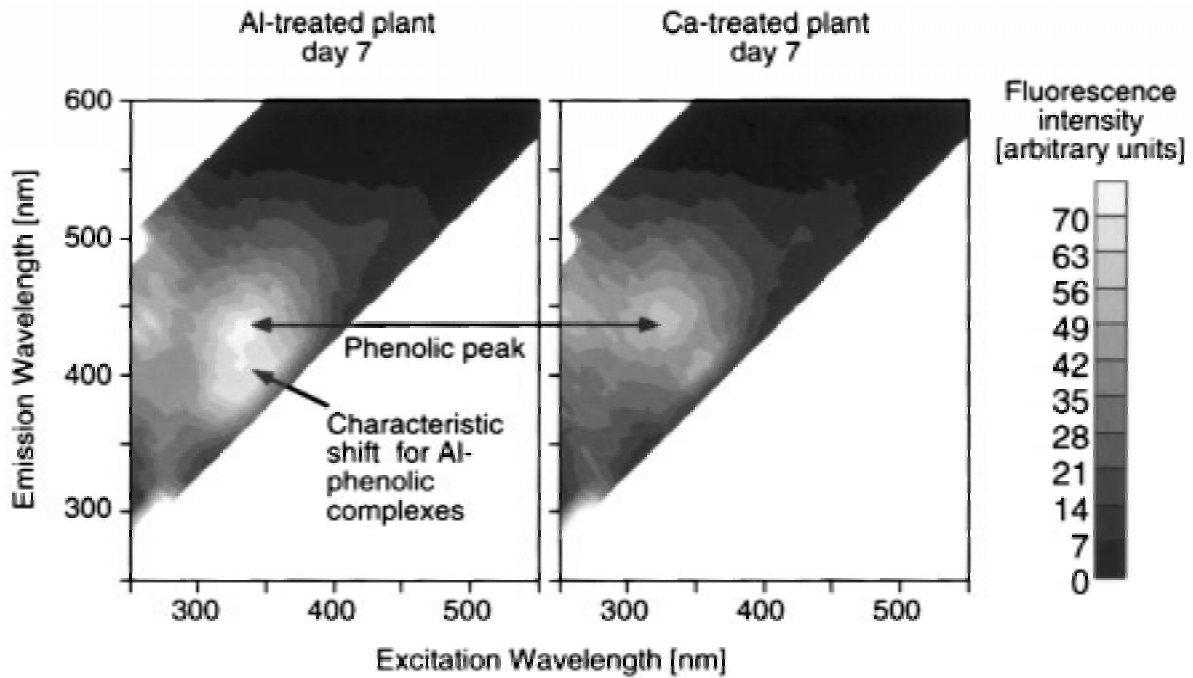 Al-treated plant
day 7
Ca-treated plant
day 7
600
500
400
300
Emission Wavelength [nm]
Phenolic peak
Characteristic
shift for Al-
phenolic
complexes
300
400
500
300
400
500
Excitation Wavelength [nm]
Fluorescence
intensity
[arbitrary units]
70
63
56
49
42
35
28
21
14
7
0